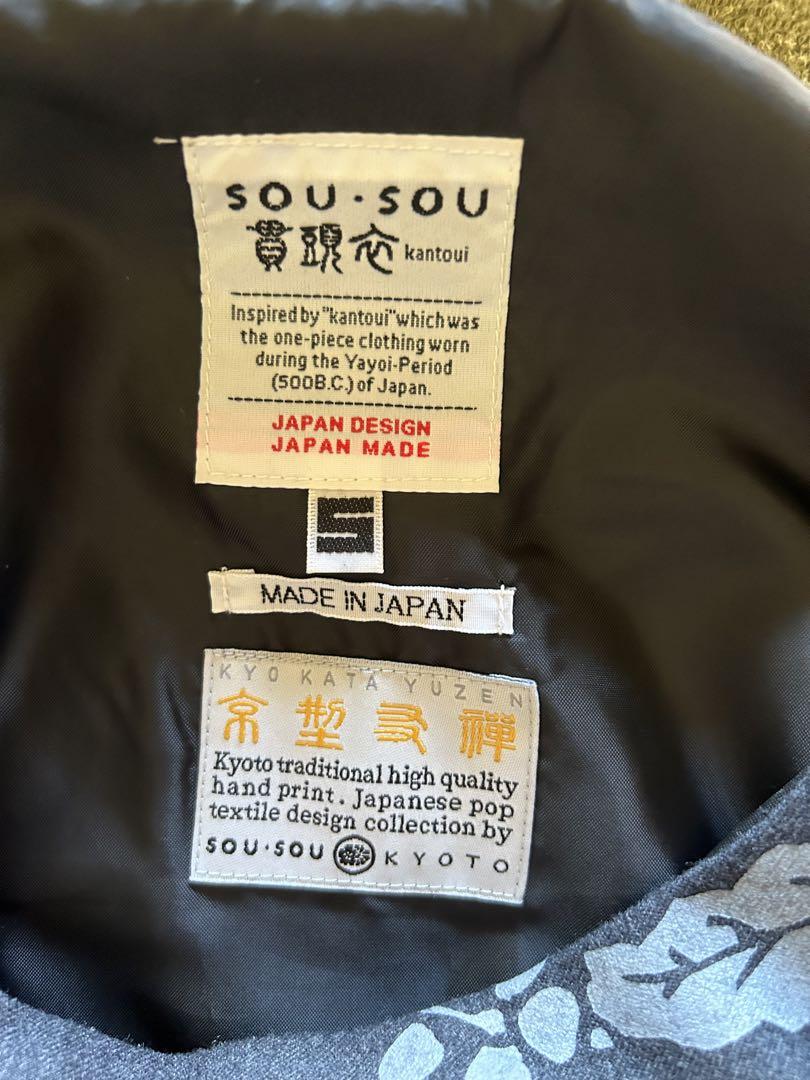 SOU・SOU
貫頭衣 kantoui
Inspired by "kantoui" which was
the one-piece clothing worn
during the Yayoi-Period
(500B.C.) of Japan.
JAPAN DESIGN
JAPAN MADE
S
MADE IN JAPAN
KYO KATA YUZEN
京型友禅
Kyoto traditional high quality
hand print. Japanese pop
textile design collection by
SOU・SOU KYOTO